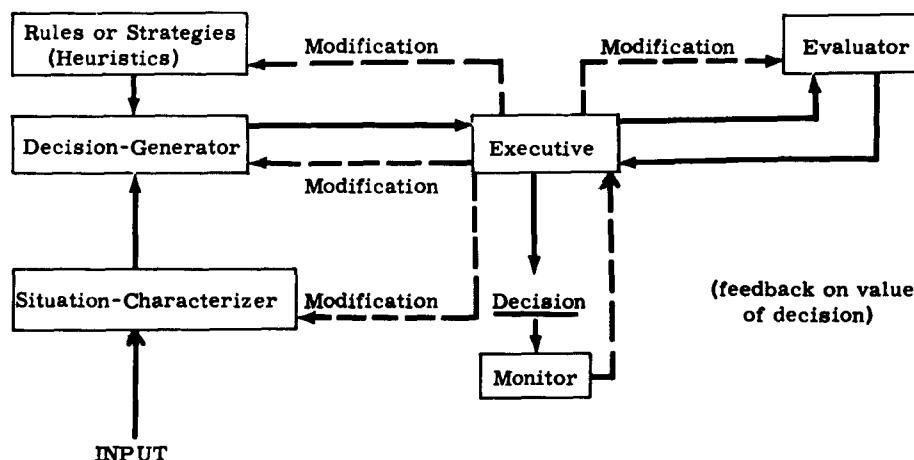 Rules or Strategies
(Heuristics)
Modification
Modification
Evaluator
Decision-Generator
Executive
Modification
Situation-Characterizer
Modification
Decision
(feedback on value
of decision)
Monitor
INPUT